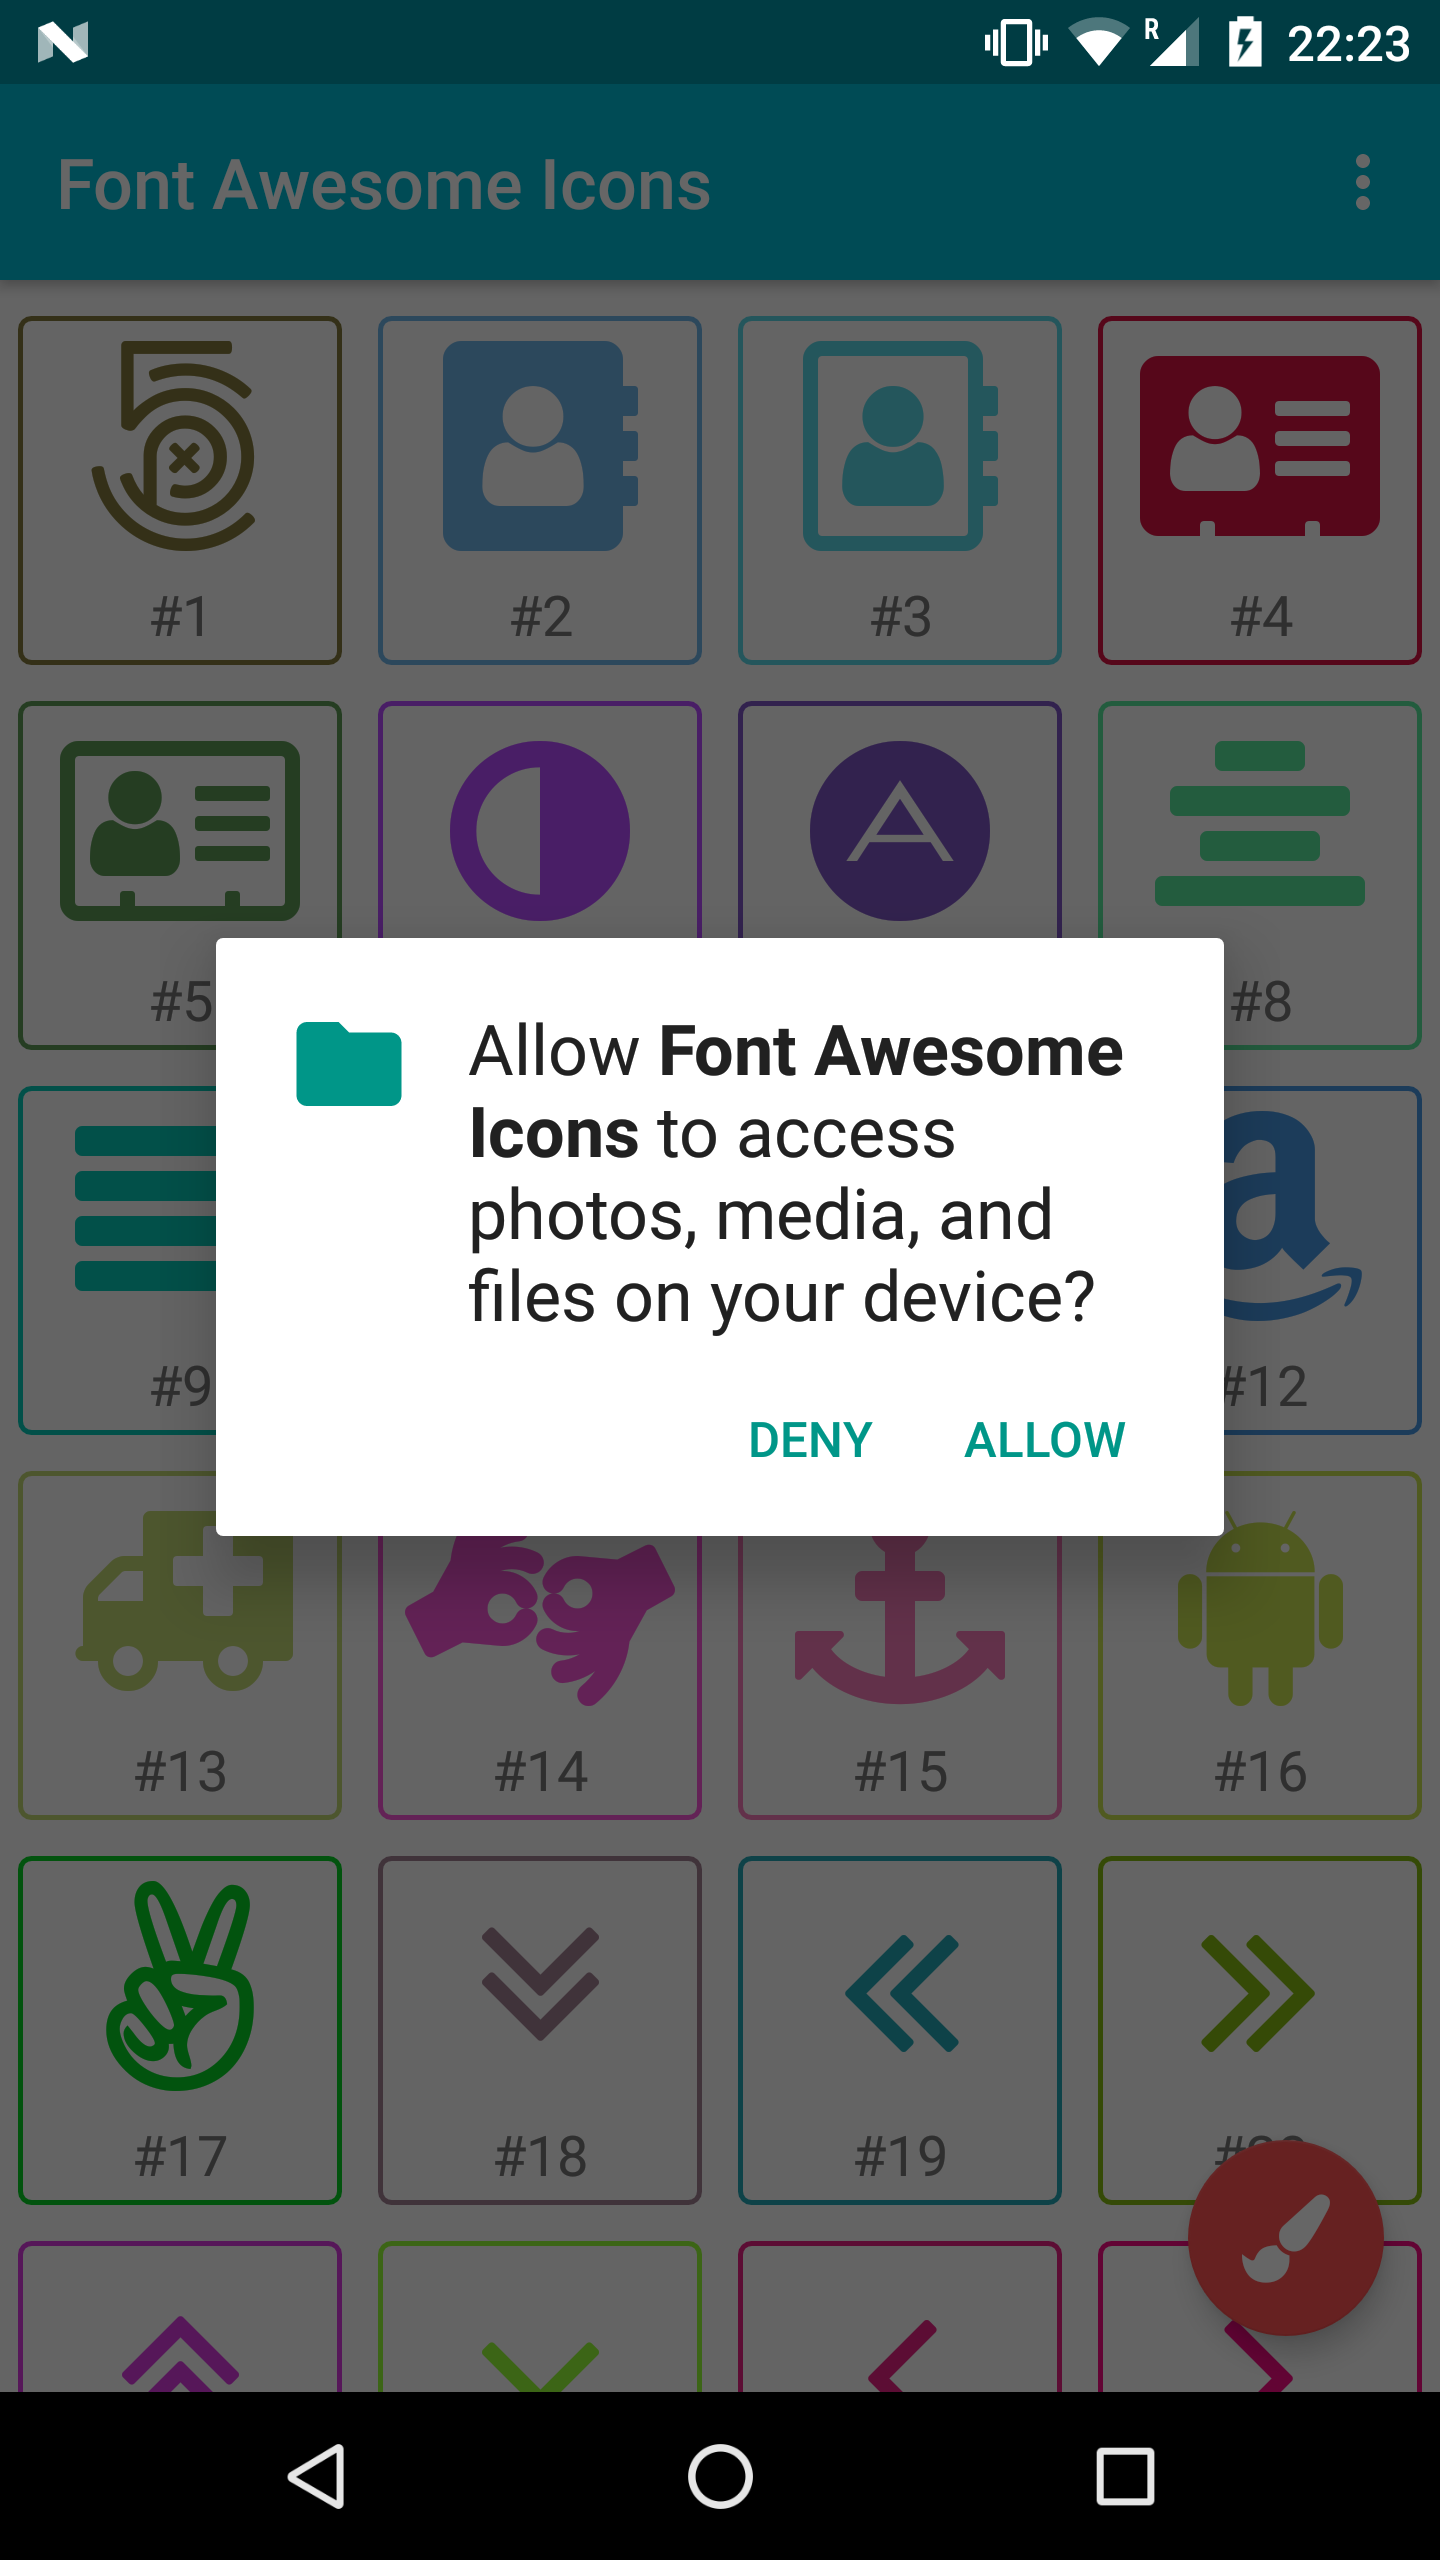 R 22:23
Font Awesome Icons
#1 #2 #3 #4
#5 #8
Allow Font Awesome
Icons to access
photos, media, and
files on your device?
#9 #12
DENY ALLOW
#13 #14 #15 #16
#17 #18 #19